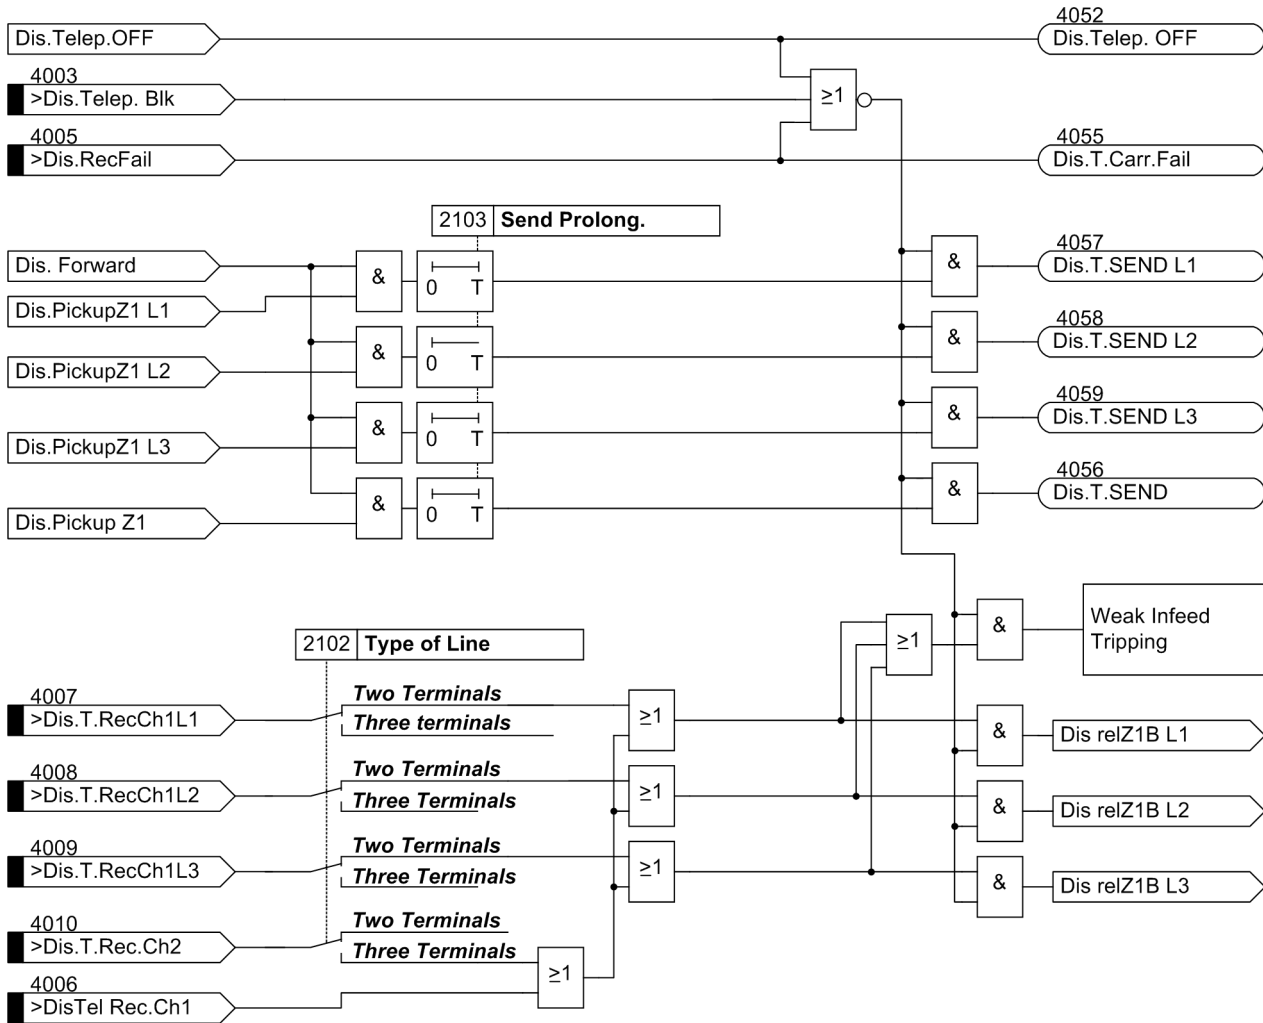 4052
Dis.Telep.OFF
Dis.Telep. OFF
4003
>Dis.Telep. Blk
≥1
4005
4055
>Dis.RecFail
Dis.T.Carr.Fail
2103 Send Prolong.
4057
Dis. Forward
&
0 T
&
Dis.T.SEND L1
Dis.PickupZ1 L1
4058
&
0 T
&
Dis.T.SEND L2
Dis.PickupZ1 L2
4059
&
0 T
&
Dis.T.SEND L3
Dis.PickupZ1 L3
4056
&
0 T
&
Dis.T.SEND
Dis.Pickup Z1
Weak Infeed
Tripping
&
≥1
2102 Type of Line
4007
Two Terminals
>Dis.T.RecCh1L1
Three terminals
≥1
&
Dis relZ1B L1
4008
Two Terminals
>Dis.T.RecCh1L2
Three Terminals
≥1
&
Dis relZ1B L2
4009
Two Terminals
>Dis.T.RecCh1L3
Three Terminals
≥1
&
Dis relZ1B L3
4010
Two Terminals
>Dis.T.Rec.Ch2
Three Terminals
≥1
4006
>DisTel Rec.Ch1